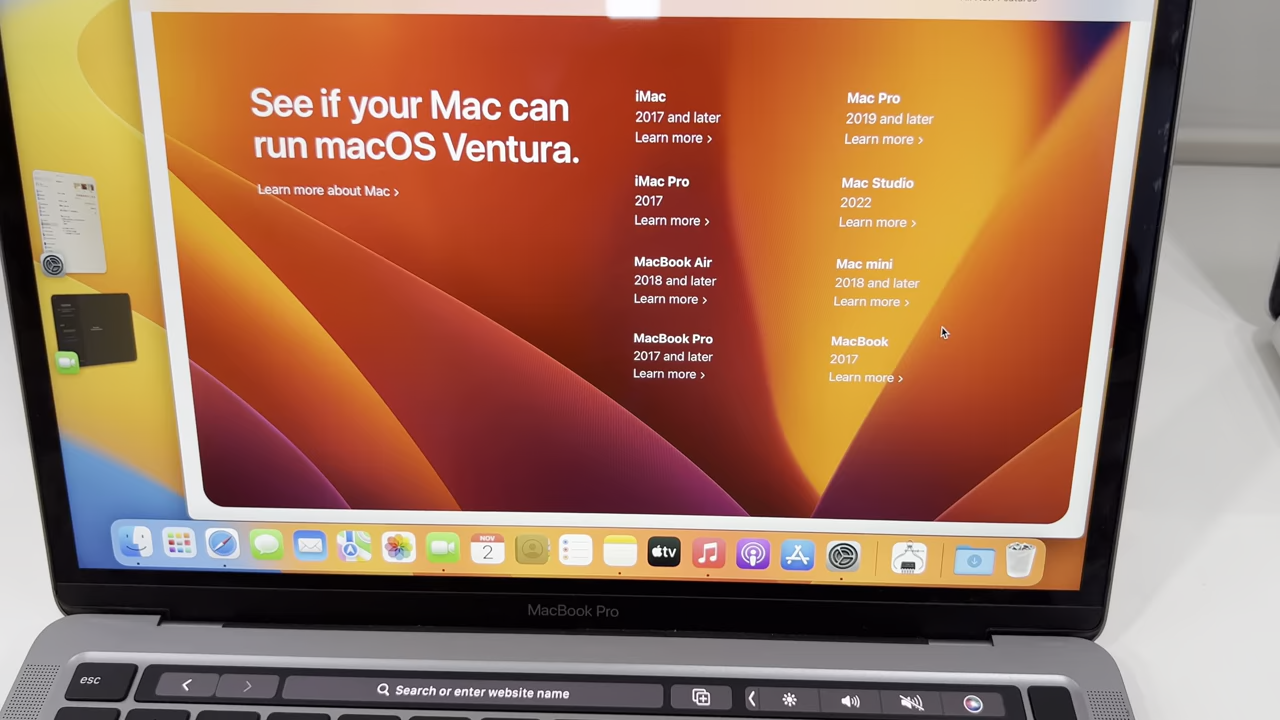 See if your Mac can
run macOS Ventura.
Learn more about Mac >
iMac
2017 and later
Learn more >
iMac Pro
2017
Learn more >
MacBook Air
2018 and later
Learn more >
MacBook Pro
2017 and later
Learn more >
Mac Pro
2019 and later
Learn more >
Mac Studio
2022
Learn more >
Mac mini
2018 and later
Learn more >
MacBook
2017
Learn more >
NOV
2
tv
MacBook Pro
esc
Search or enter website name